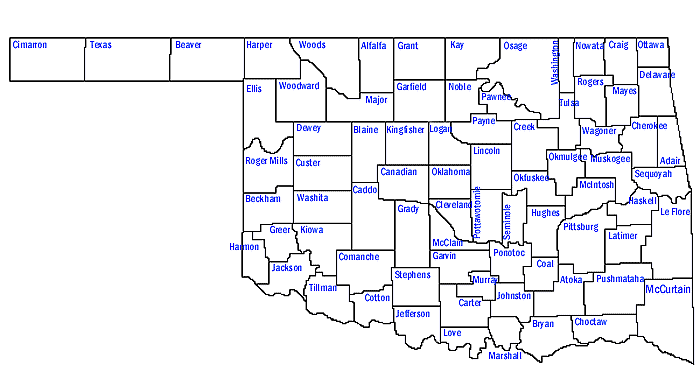 Cimarron Texas Beaver Harper Woods Alfalfa Grant Kay Osage Washington Nowata Craig Ottawa
Ellis Woodward Major Garfield Noble Pawnee Tulsa Rogers Mayes Delaware
Dewey Blaine Kingfisher Logan Payne Creek Wagoner Cherokee
Roger Mills Custer Canadian Oklahoma Lincoln Okfuskee Okmulgee Muskogee Adair
Sequoyah
Beckham Washita Caddo Grady Cleveland Pottawotomie Seminole Hughes McIntosh Haskell
Le Flore
Harmon Greer Kiowa McClain Pittsburg Latimer
Jackson Comanche Stephens Garvin Ponotoc Coal
Tillman Cotton Murray Johnston Atoka Pushmataha McCurtain
Jefferson Carter
Love Marshall Bryan Choctaw